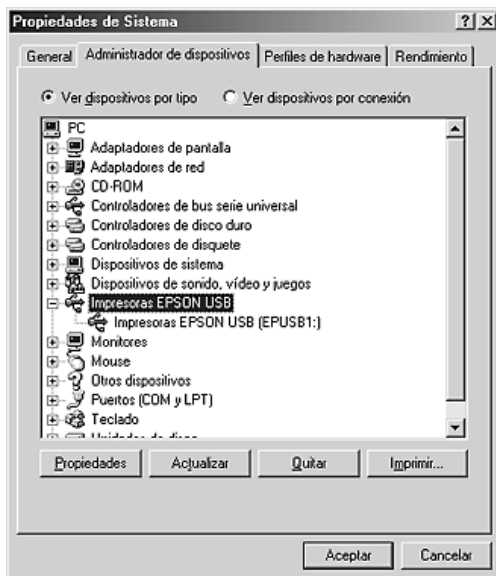 Propiedades de Sistema
General Administrador de dispositivos Perfiles de hardware Rendimiento
Ver dispositivos por tipo Ver dispositivos por conexión
PC
Adaptadores de pantalla
Adaptadores de red
CD-ROM
Controladores de bus serie universal
Controladores de disco duro
Controladores de disquete
Dispositivos de sistema
Dispositivos de sonido, vídeo y juegos
Impresoras EPSON USB
Impresoras EPSON USB (EPUSB1:)
Monitores
Mouse
Otros dispositivos
Puertos (COM y LPT)
Teclado
Unidades de disco
Propiedades Actualizar Quitar Imprimir...
Aceptar Cancelar